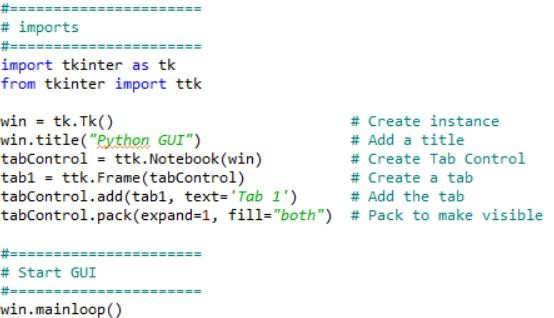 #======================
# imports
#======================
import tkinter as tk
from tkinter import ttk
win = tk.Tk() # Create instance
win.title("Python GUI") # Add a title
tabControl = ttk.Notebook(win) # Create Tab Control
tab1 = ttk.Frame(tabControl) # Create a tab
tabControl.add(tab1, text='Tab 1') # Add the tab
tabControl.pack(expand=1, fill="both") # Pack to make visible
#======================
# Start GUI
#======================
win.mainloop()